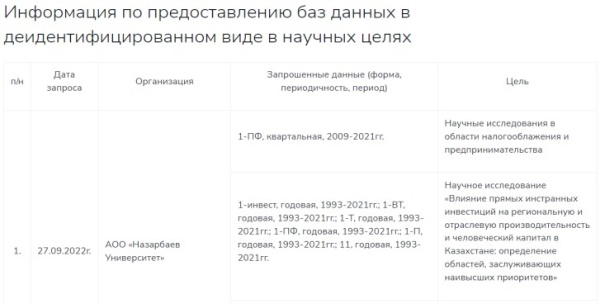 Информация по предоставлению баз данных в
деидентифицированном виде в научных целях
п/н
Дата
запроса
Организация
Запрошенные данные (форма,
периодичность, период)
Цель
1-ПФ, квартальная, 2009-2021гг.
Научные исследования в
области налогообложения и
предпринимательства
1.
27.09.2022г.
АОО «Назарбаев
Университет»
1-инвест, годовая, 1993-2021гг.; 1-ВТ,
годовая, 1993-2021гг.; 1-Т, годовая, 1993-
2021гг.; 1-ПФ, годовая, 1993-2021гг.; 1-П,
годовая, 1993-2021гг.; 11, годовая, 1993-
2021гг.
Научное исследование
«Влияние прямых инстранных
инвестиций на региональную и
отраслевую производительность
и человеческий капитал в
Казахстане: определение
областей, заслуживающих
наивысших приоритетов»